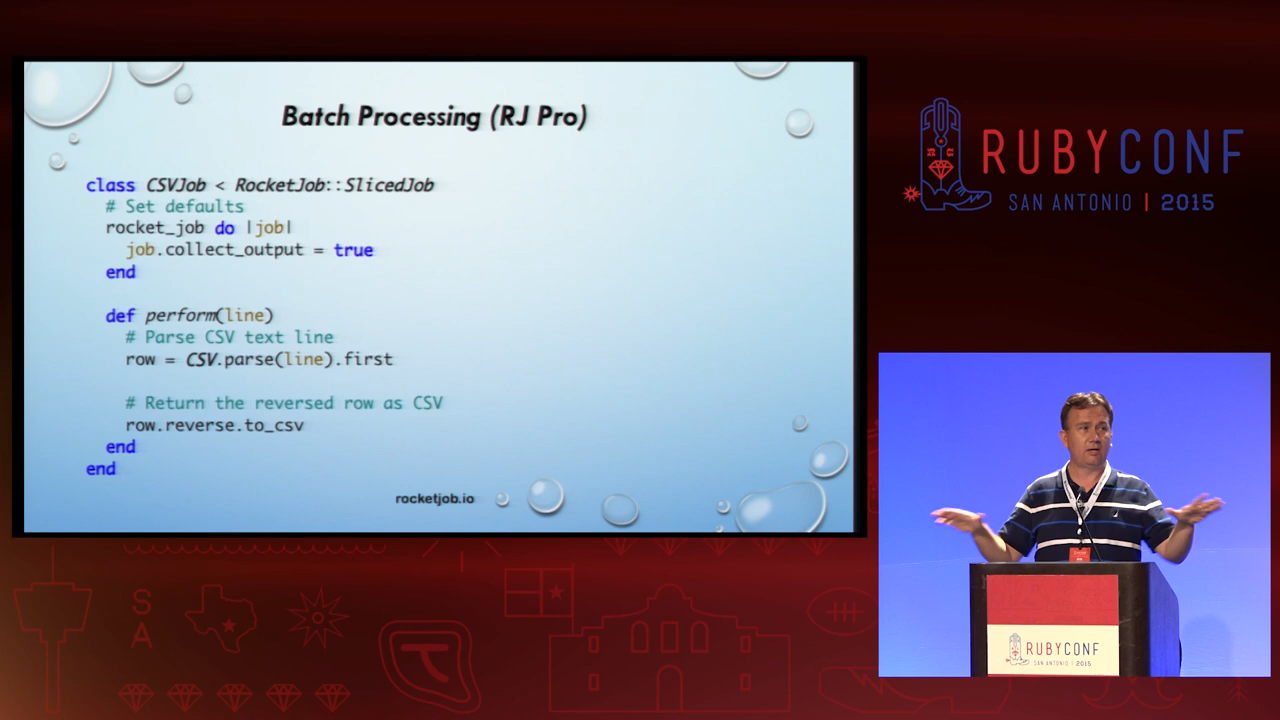 Batch Processing (RJ Pro)
class CSVJob < RocketJob::SlicedJob
# Set defaults
rocket_job do |job|
job.collect_output = true
end
def perform(line)
# Parse CSV text line
row = CSV.parse(line).first
# Return the reversed row as CSV
row.reverse.to_csv
end
end
rocketjob.io
RUBYCONF
SAN ANTONIO | 2015
RUBYCONF
SAN ANTONIO | 2015
S
A